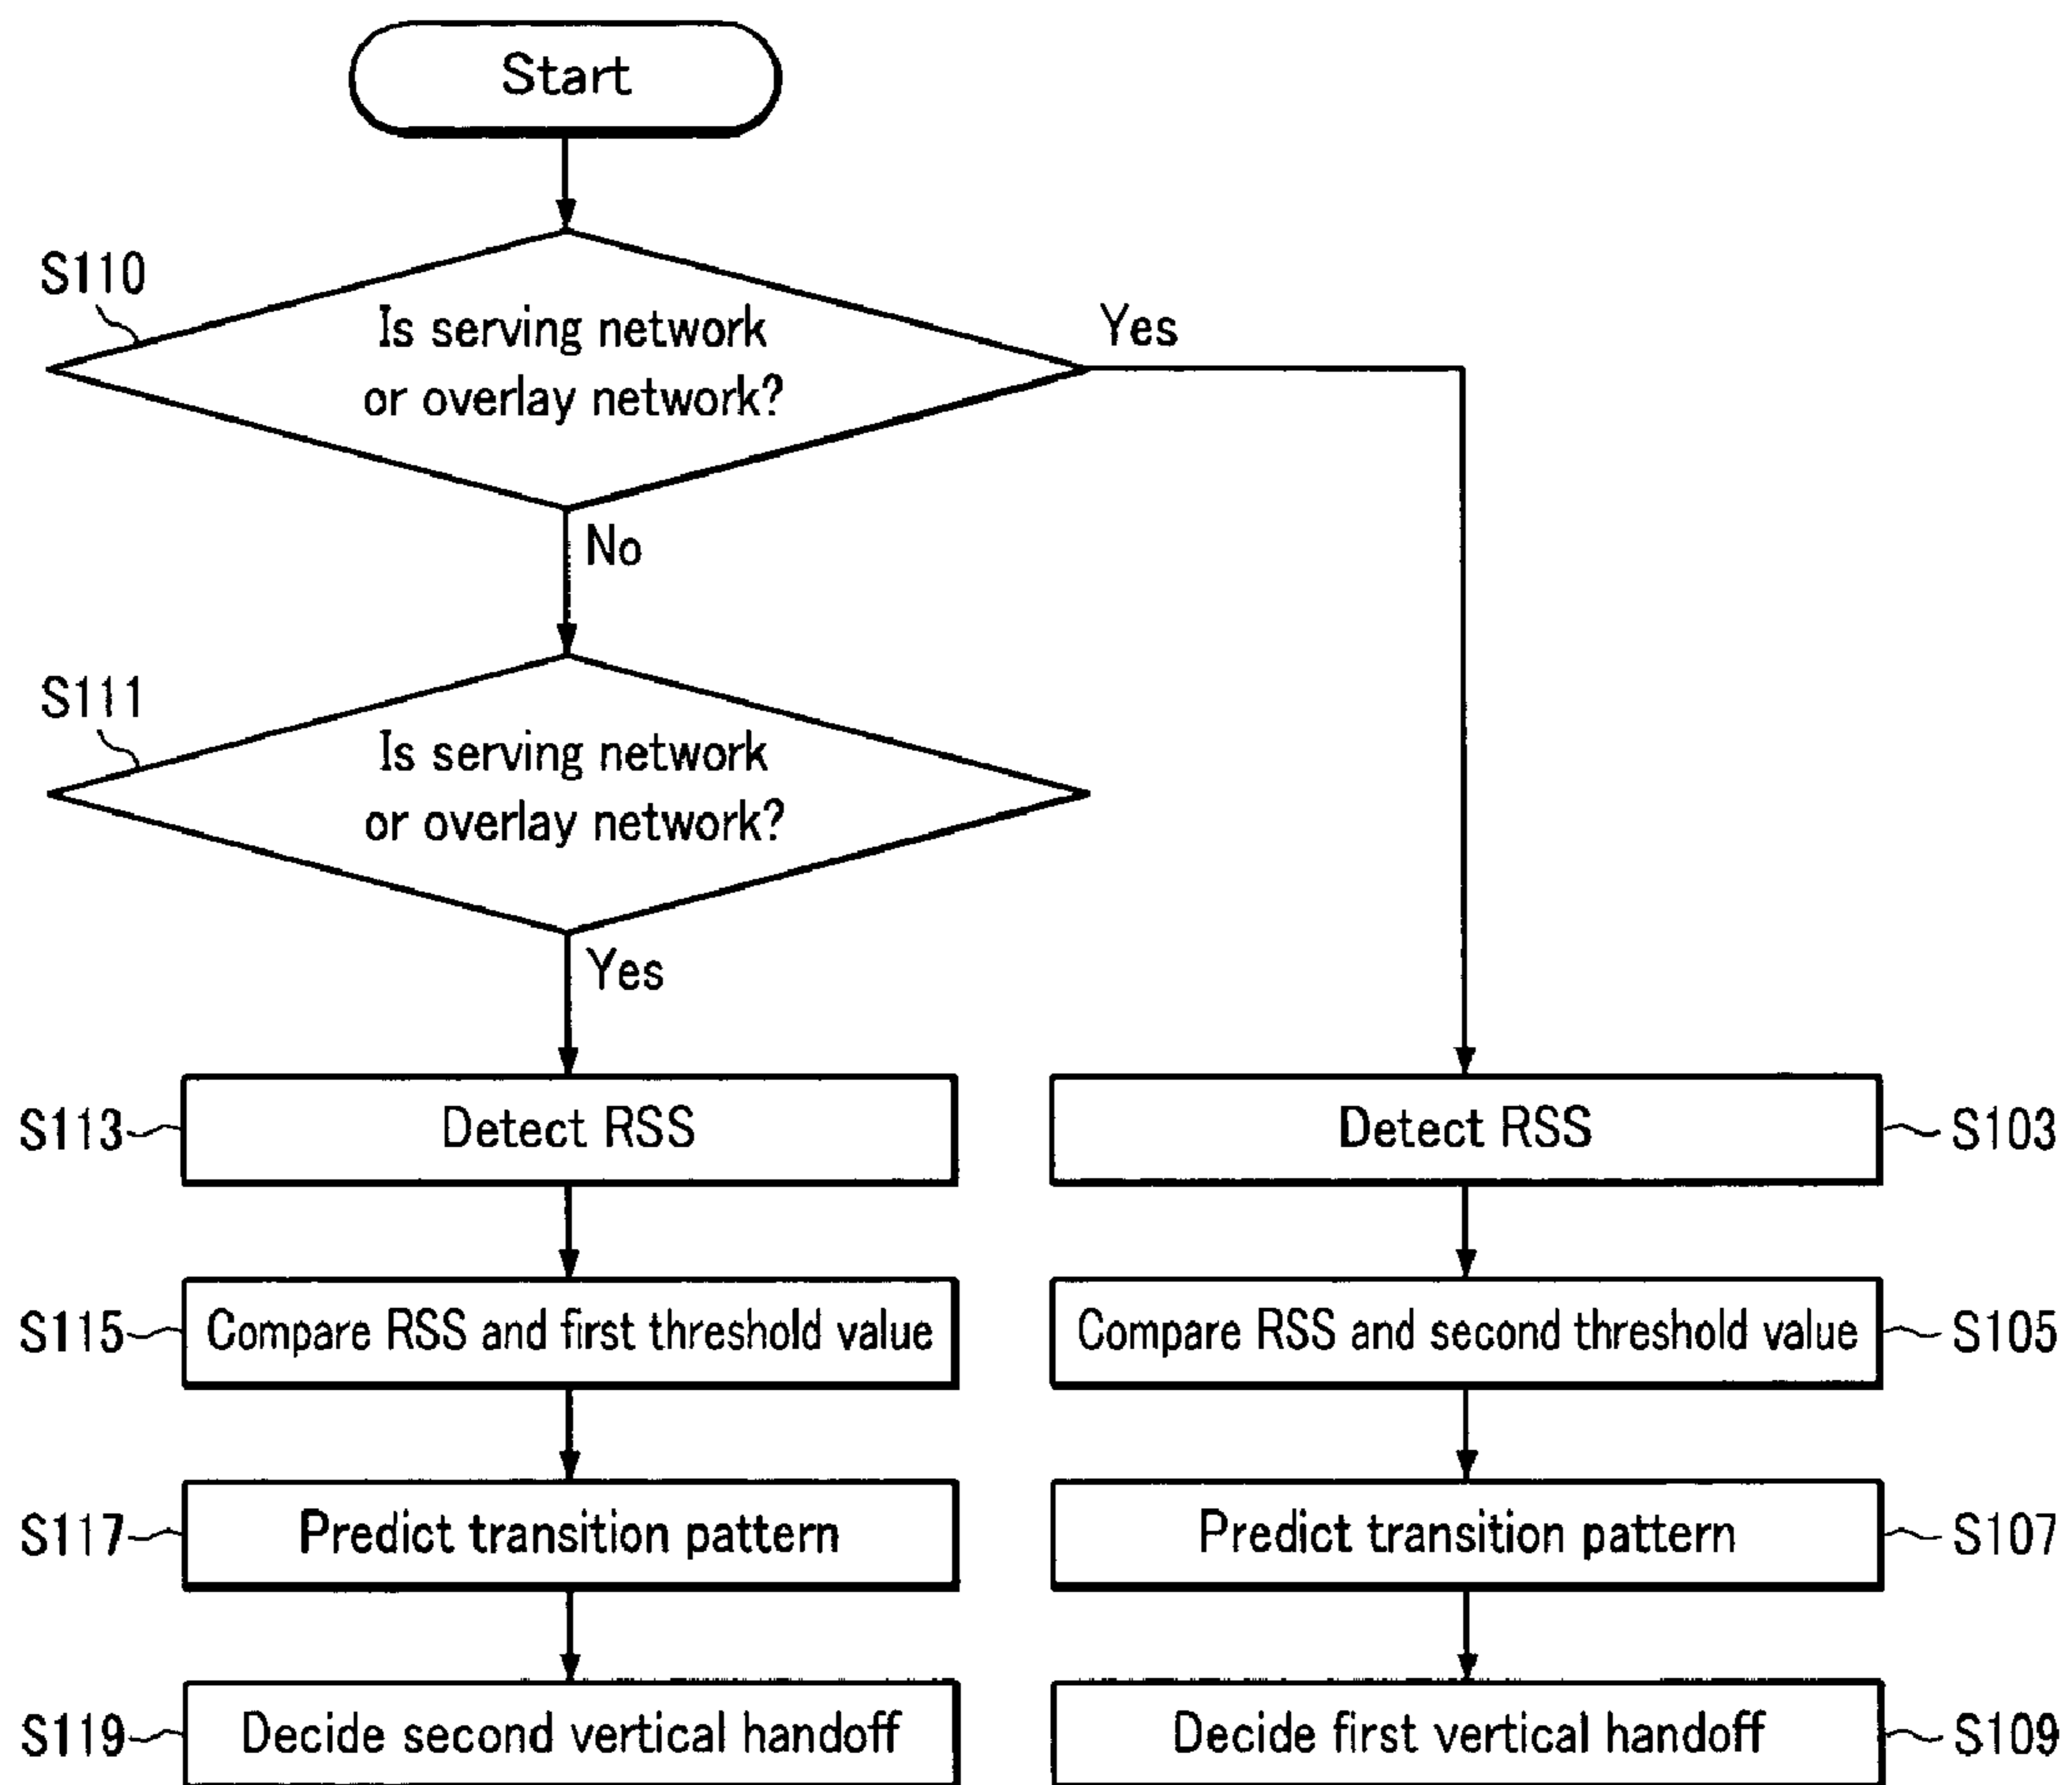 Start
S110
Is serving network
or overlay network?
Yes
No
S111
Is serving network
or overlay network?
Yes
S113
Detect RSS
Detect RSS
S103
S115
Compare RSS and first threshold value
Compare RSS and second threshold value
S105
S117
Predict transition pattern
Predict transition pattern
S107
S119
Decide second vertical handoff
Decide first vertical handoff
S109